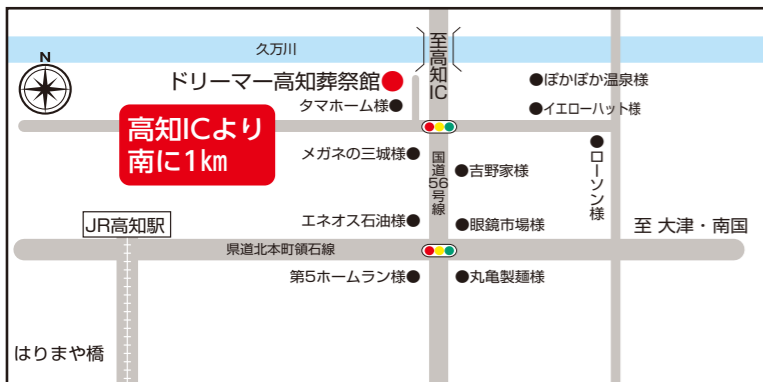 久万川
至高知IC
N
ドリーマー高知葬祭館
ぽかぽか温泉様
タマホーム様
イエローハット様
高知ICより
南に1km
メガネの三城様
国道56号線
吉野家様
ローソン様
JR高知駅
エネオス石油様
眼鏡市場様
至 大津・南国
県道北本町領石線
第5ホームラン様
丸亀製麺様
はりまや橋